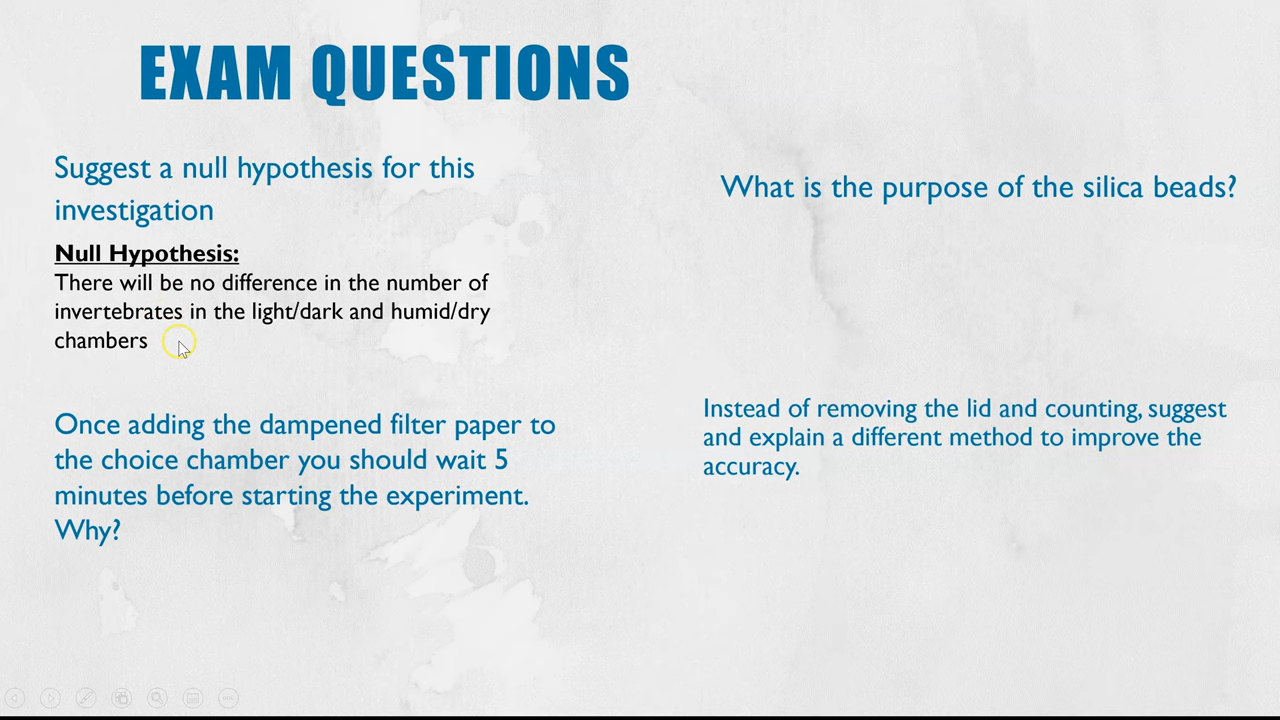 EXAM QUESTIONS
Suggest a null hypothesis for this
investigation
Null Hypothesis:
There will be no difference in the number of
invertebrates in the light/dark and humid/dry
chambers
Once adding the dampened filter paper to
the choice chamber you should wait 5
minutes before starting the experiment.
Why?
What is the purpose of the silica beads?
Instead of removing the lid and counting, suggest
and explain a different method to improve the
accuracy.